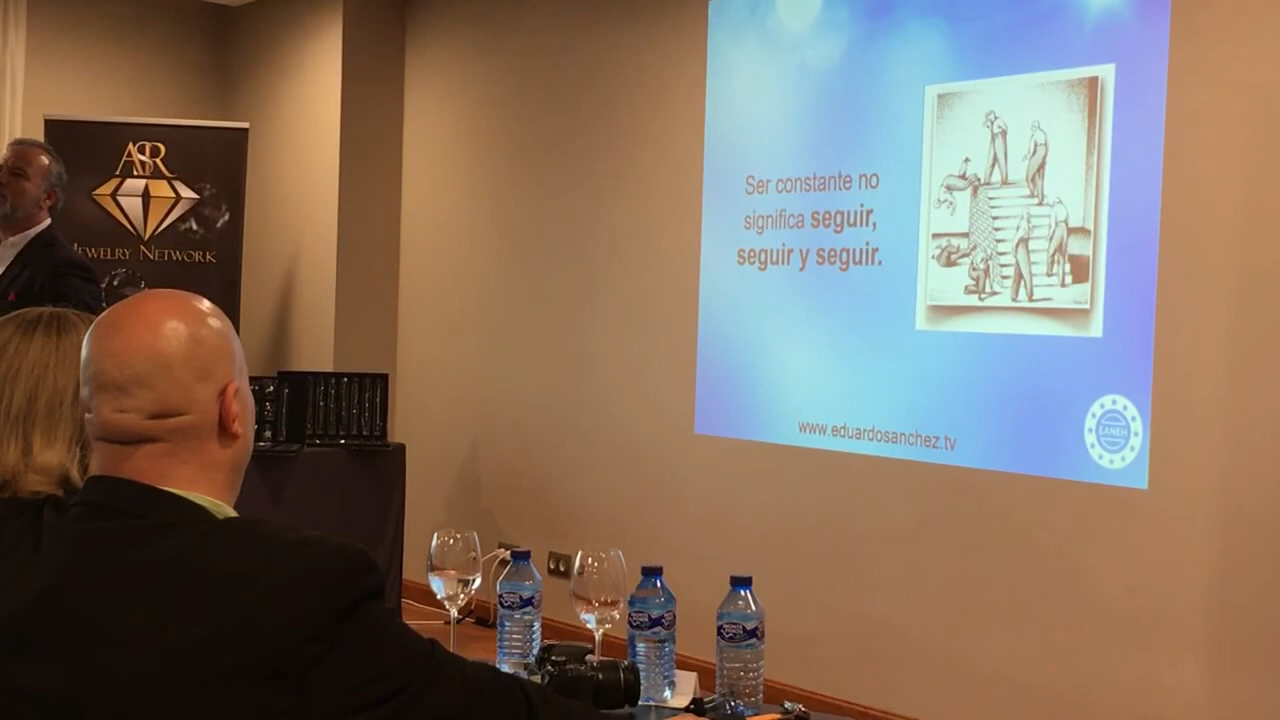 ASR
JEWELRY NETWORK
Ser constante no
significa seguir,
seguir y seguir.
www.eduardosanchez.tv
EANEH